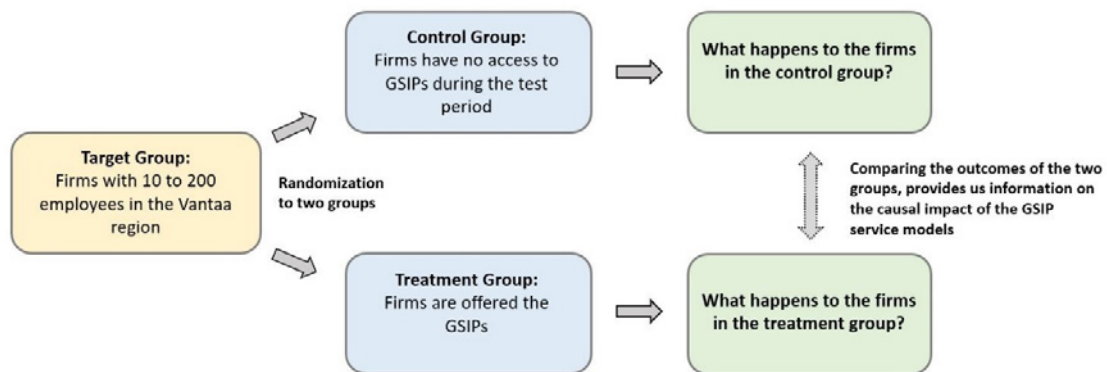 Control Group:
Firms have no access to
GSIPs during the test
period
What happens to the firms
in the control group?
Target Group:
Firms with 10 to 200
employees in the Vantaa
region
Randomization
to two groups
Comparing the outcomes of the two
groups, provides us information on
the causal impact of the GSIP
service models
Treatment Group:
Firms are offered the
GSIPs
What happens to the firms
in the treatment group?